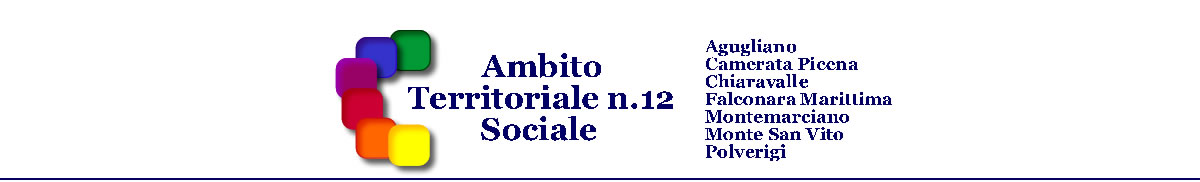 Ambito
Territoriale n.12
Sociale
Agugliano
Camerata Picena
Chiaravalle
Falconara Marittima
Montemarciano
Monte San Vito
Polverigi